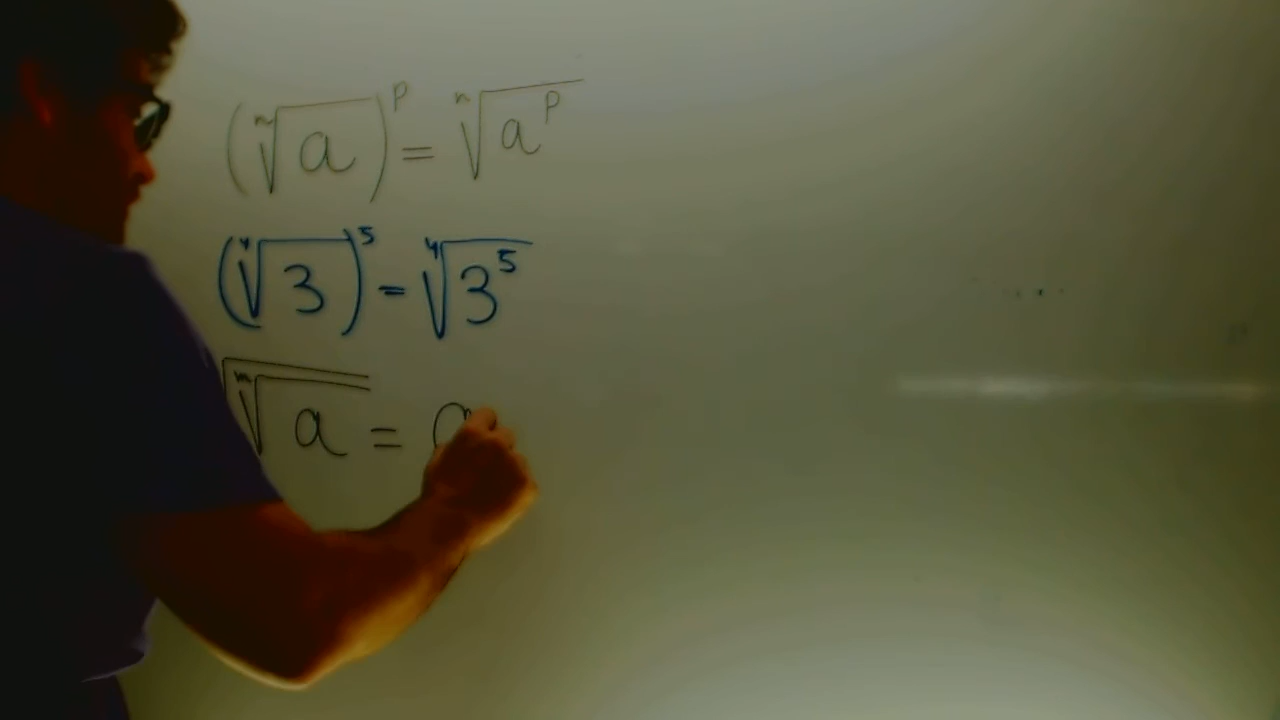 (ⁿ√a)ᵖ = ⁿ√aᵖ
(⁴√3)⁵ = ⁴√3⁵
√ᵐ√a = a